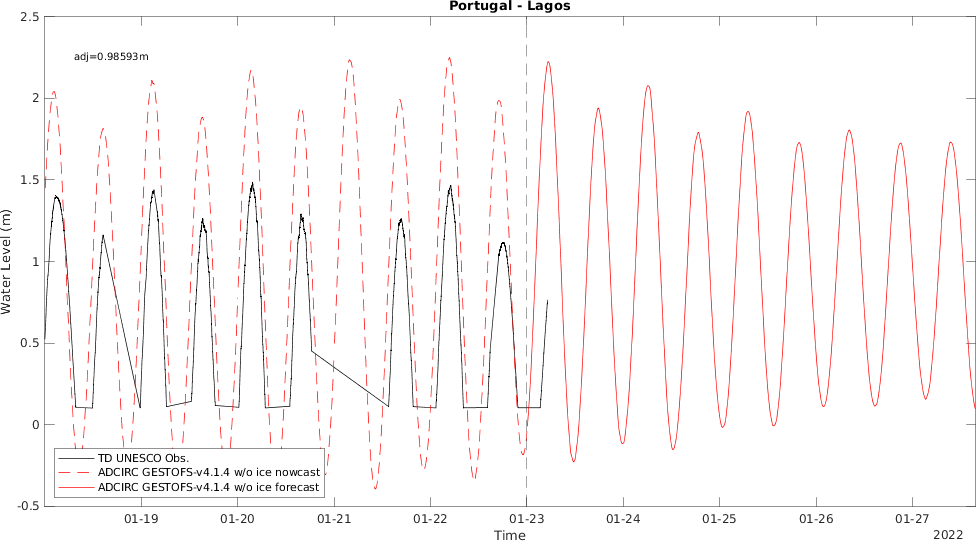 Portugal - Lagos
2.5
adj=0.98593m
2
1.5
1
0.5
0
-0.5
Water Level (m)
TD UNESCO Obs.
ADCIRC GESTOFS-v4.1.4 w/o ice nowcast
ADCIRC GESTOFS-v4.1.4 w/o ice forecast
01-19 01-20 01-21 01-22 01-23 01-24 01-25 01-26 01-27
Time
2022